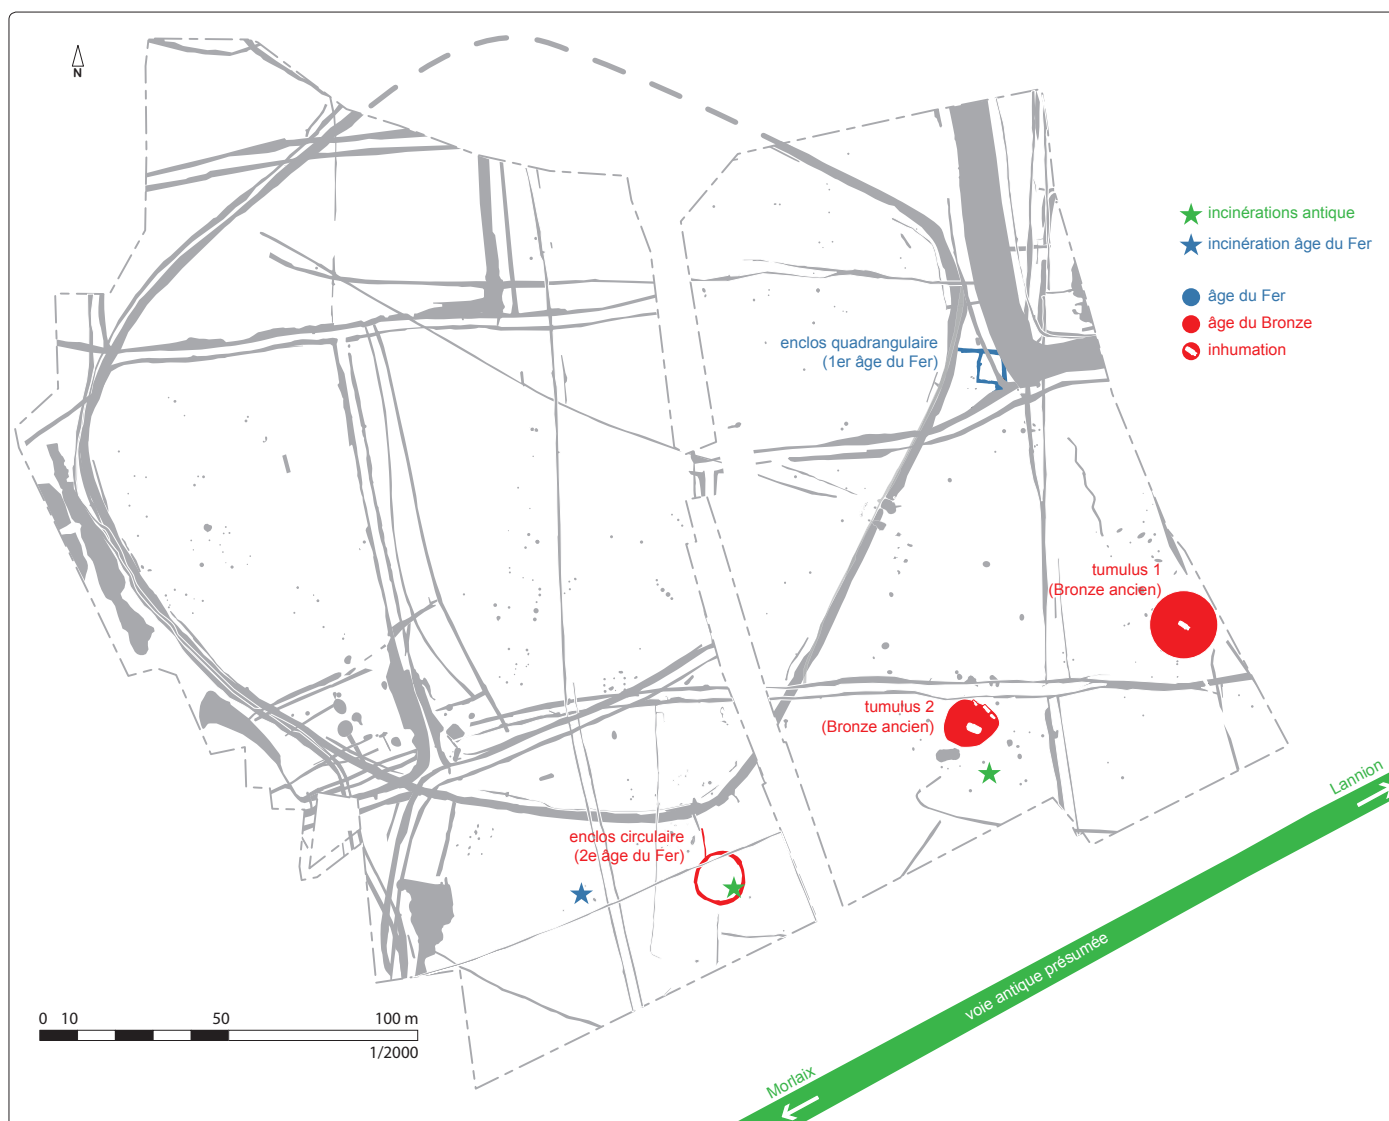 N
incinérations antique
incinération âge du Fer
âge du Fer
âge du Bronze
inhumation
enclos quadrangulaire
(1er âge du Fer)
tumulus 1
(Bronze ancien)
tumulus 2
(Bronze ancien)
enclos circulaire
(2e âge du Fer)
Lannion
voie antique présumée
Morlaix
0 10 50 100 m
1/2000